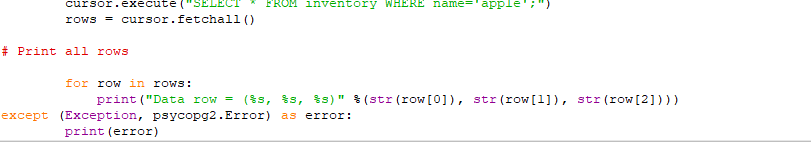 cursor.execute("SELECT * FROM inventory WHERE name='apple';")
rows = cursor.fetchall()
# Print all rows
for row in rows:
print("Data row = (%s, %s, %s)" %(str(row[0]), str(row[1]), str(row[2])))
except (Exception, psycopg2.Error) as error:
print(error)